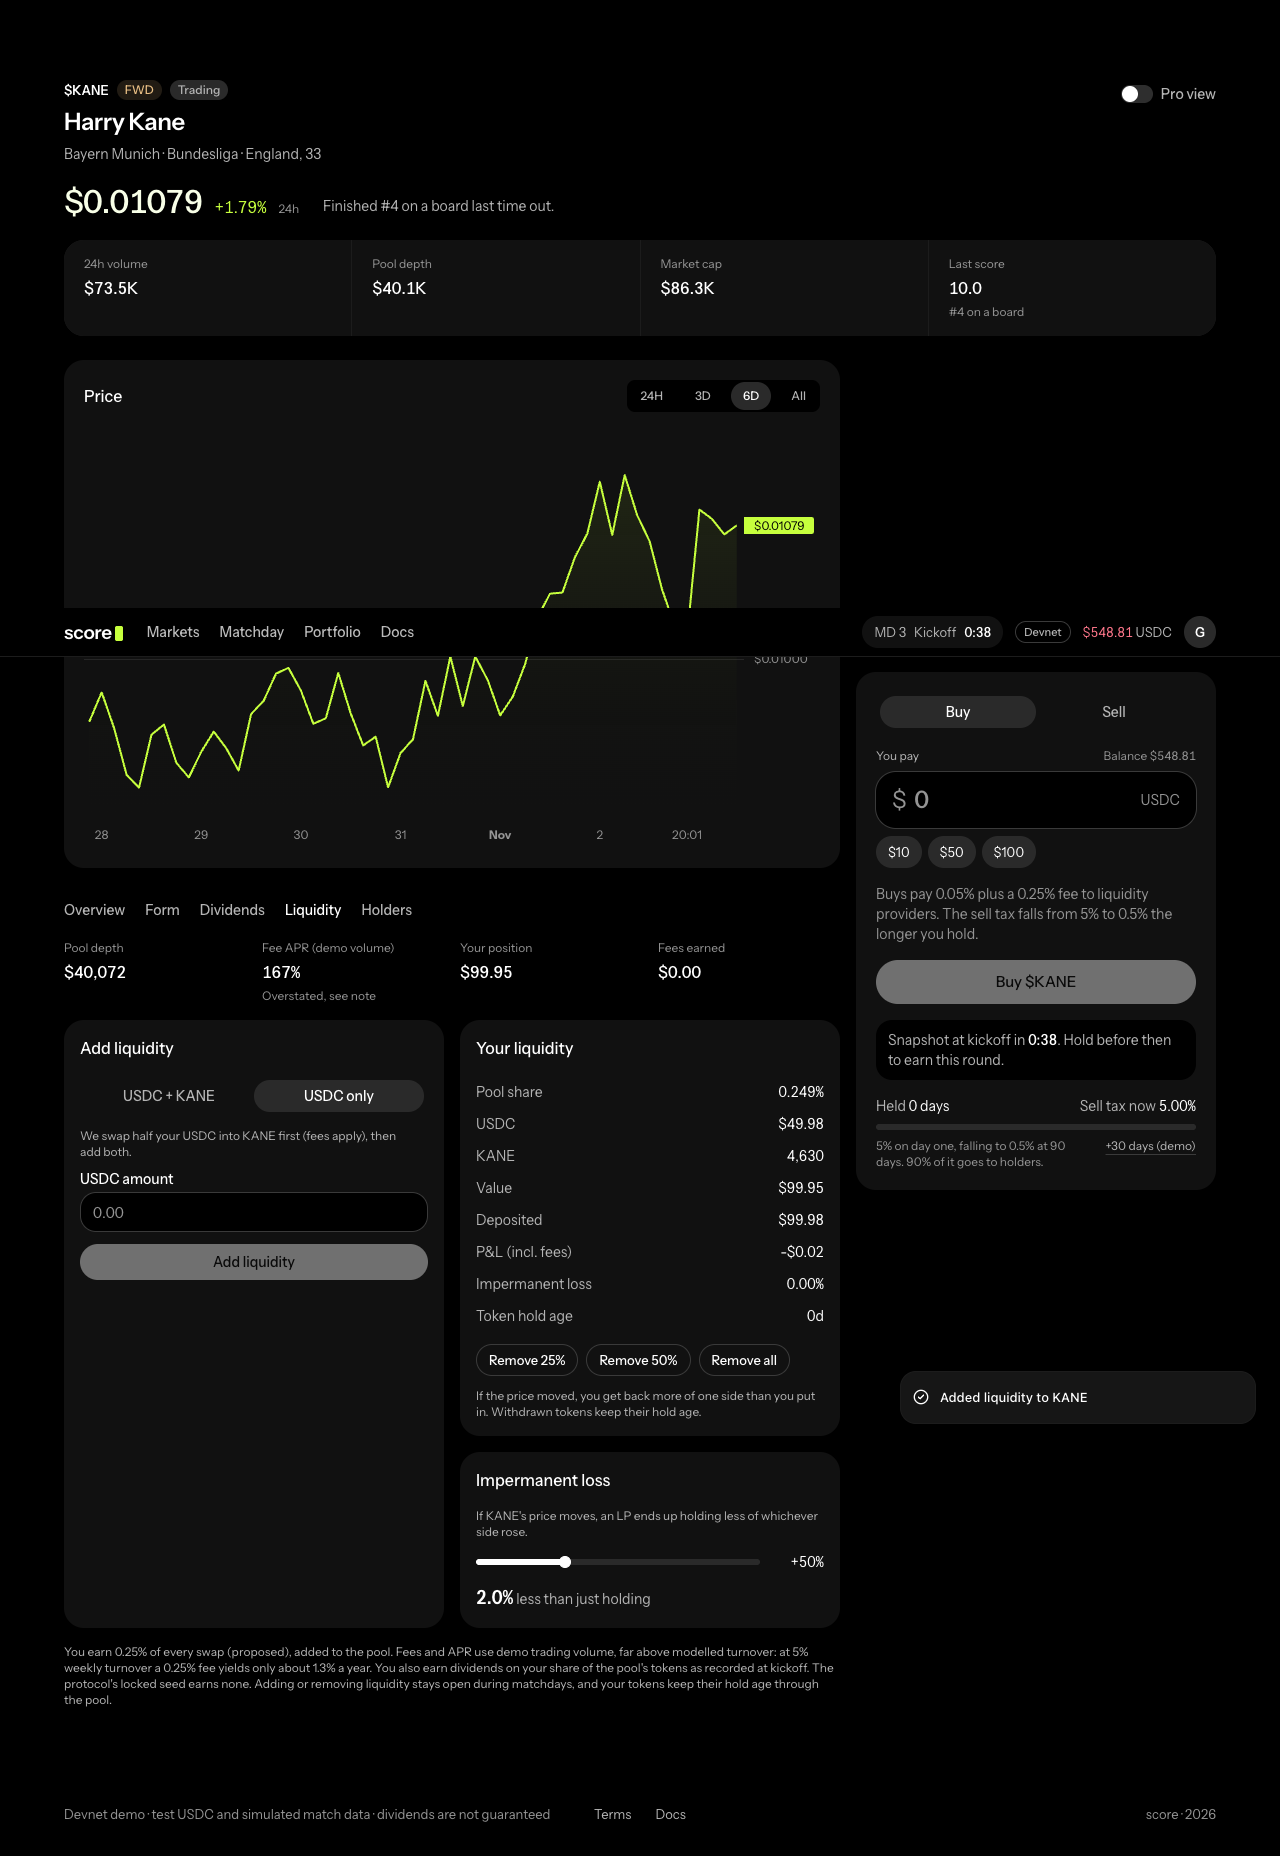 $KANE FWD Trading
Pro view
Harry Kane
Bayern Munich · Bundesliga · England, 33
$0.01079 +1.79% 24h Finished #4 on a board last time out.
24h volume
$73.5K
Pool depth
$40.1K
Market cap
$86.3K
Last score
10.0
#4 on a board
Price
24H 3D 6D All
$0.01079
score Markets Matchday Portfolio Docs
MD 3 Kickoff 0:38 Devnet $548.81 USDC G
$0.01000
28 29 30 31 Nov 2 20:01
Buy Sell
You pay Balance $548.81
$ 0 USDC
$10 $50 $100
Buys pay 0.05% plus a 0.25% fee to liquidity
providers. The sell tax falls from 5% to 0.5% the
longer you hold.
Buy $KANE
Snapshot at kickoff in 0:38. Hold before then
to earn this round.
Held 0 days Sell tax now 5.00%
5% on day one, falling to 0.5% at 90
days. 90% of it goes to holders.
+30 days (demo)
Overview Form Dividends Liquidity Holders
Pool depth
$40,072
Fee APR (demo volume)
167%
Overstated, see note
Your position
$99.95
Fees earned
$0.00
Add liquidity
USDC + KANE USDC only
We swap half your USDC into KANE first (fees apply), then
add both.
USDC amount
0.00
Add liquidity
Your liquidity
Pool share 0.249%
USDC $49.98
KANE 4,630
Value $99.95
Deposited $99.98
P&L (incl. fees) -$0.02
Impermanent loss 0.00%
Token hold age 0d
Remove 25% Remove 50% Remove all
If the price moved, you get back more of one side than you put
in. Withdrawn tokens keep their hold age.
Added liquidity to KANE
Impermanent loss
If KANE's price moves, an LP ends up holding less of whichever
side rose.
+50%
2.0% less than just holding
You earn 0.25% of every swap (proposed), added to the pool. Fees and APR use demo trading volume, far above modelled turnover: at 5%
weekly turnover a 0.25% fee yields only about 1.3% a year. You also earn dividends on your share of the pool's tokens as recorded at kickoff. The
protocol's locked seed earns none. Adding or removing liquidity stays open during matchdays, and your tokens keep their hold age through
the pool.
Devnet demo · test USDC and simulated match data · dividends are not guaranteed Terms Docs score · 2026